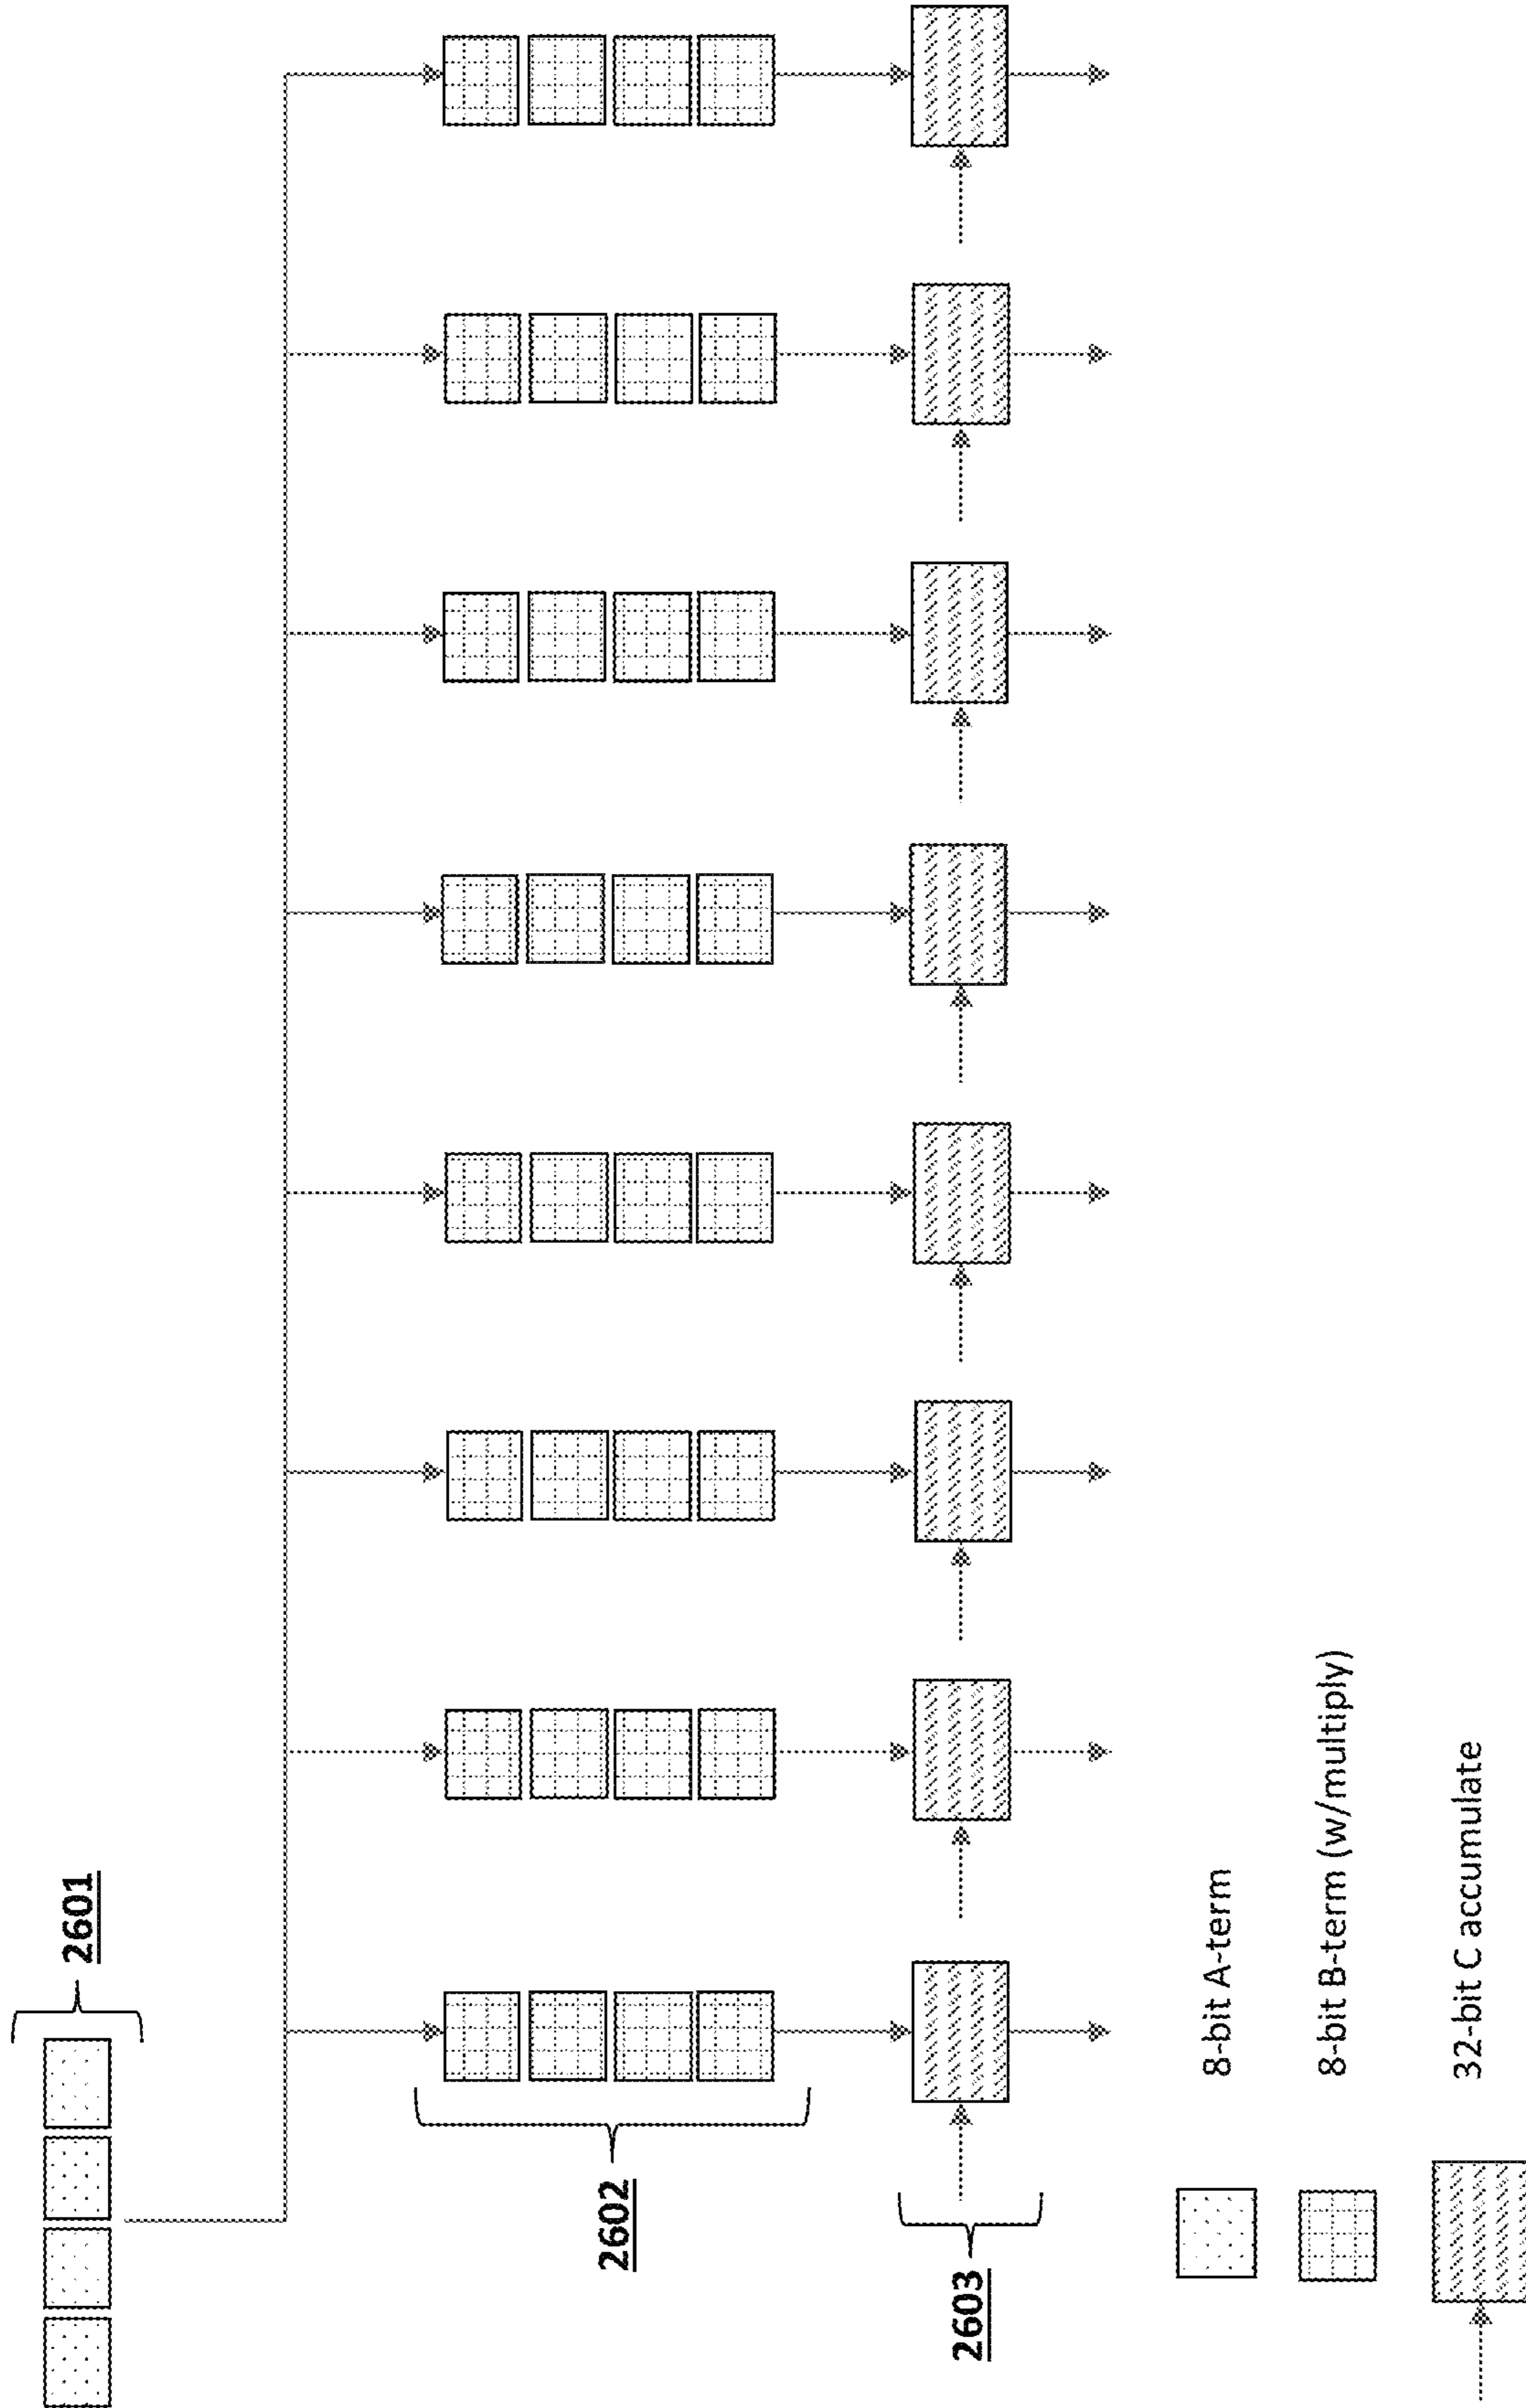 2601
2602
2603
8-bit A-term
8-bit B-term (w/multiply)
32-bit C accumulate